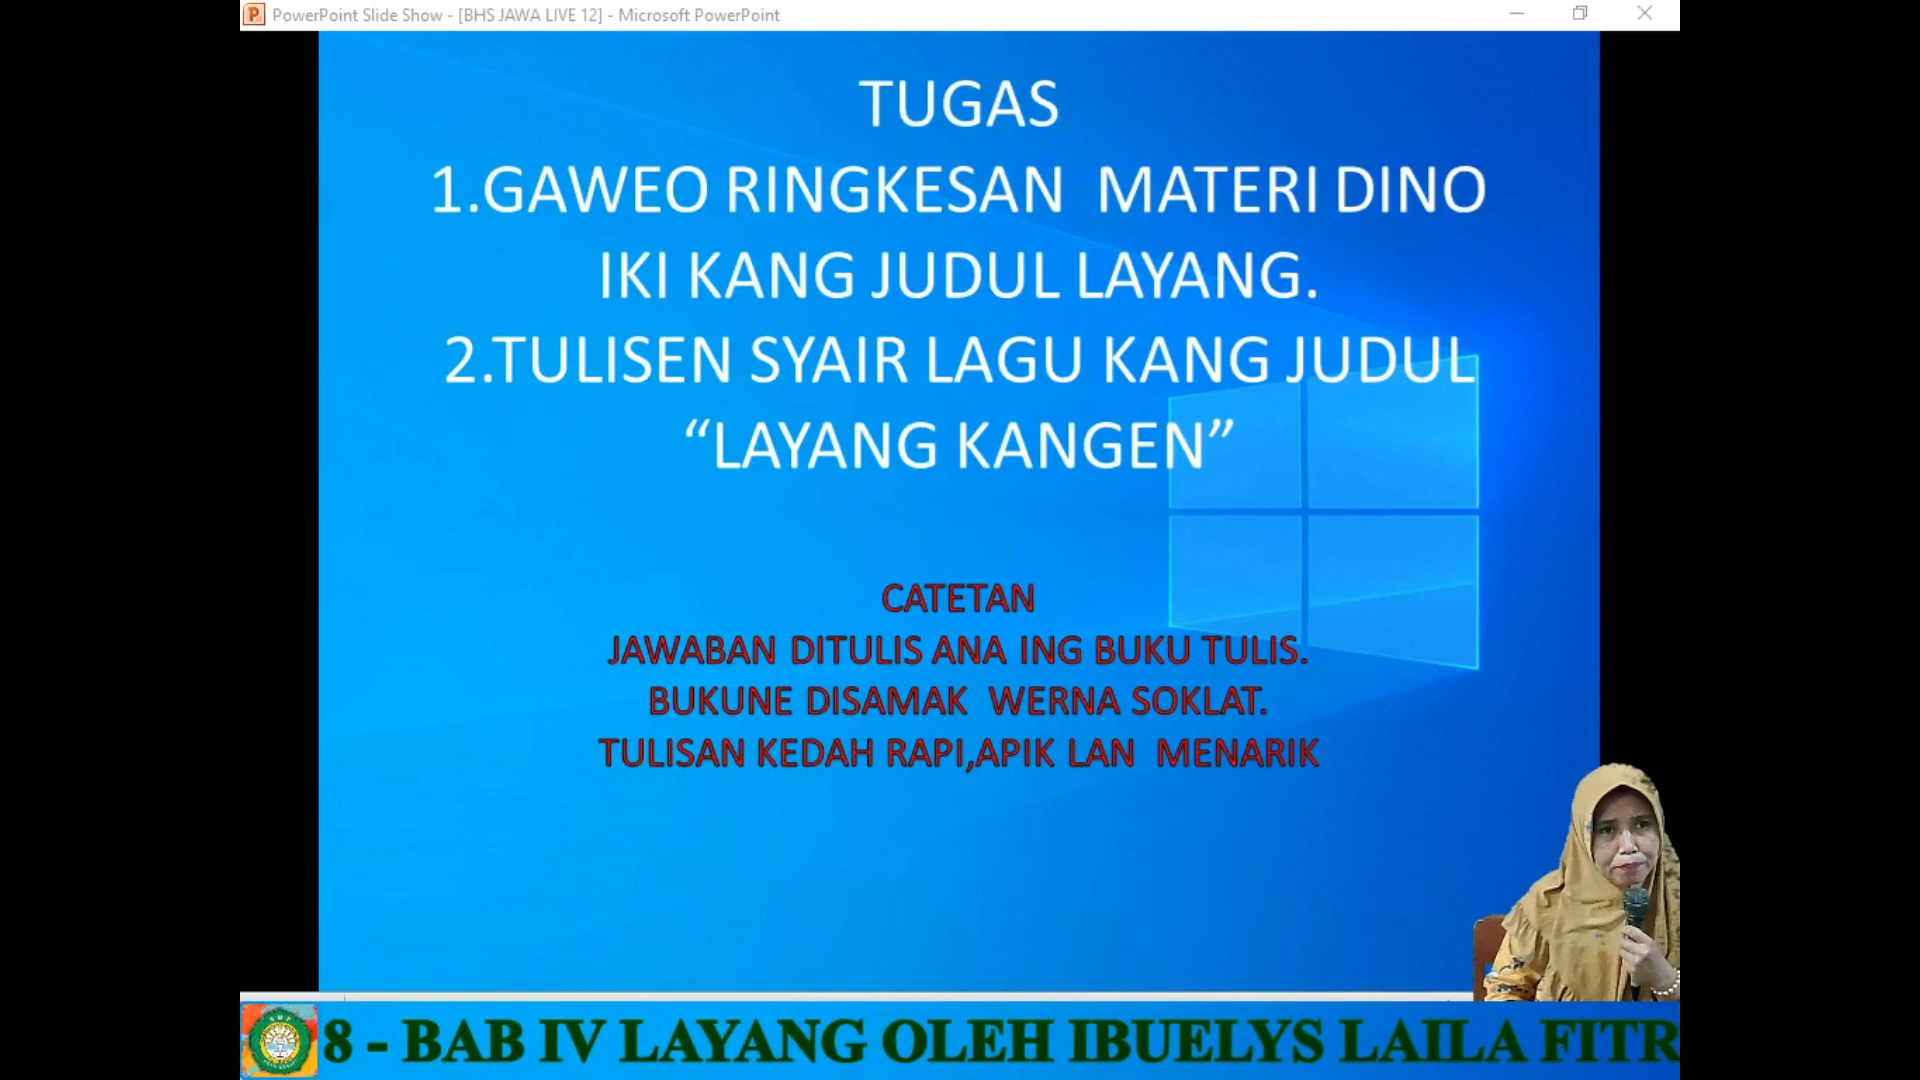 PowerPoint Slide Show - [BHS JAWA LIVE 12] - Microsoft PowerPoint
TUGAS
1.GAWEO RINGKESAN  MATERI DINO
IKI KANG JUDUL LAYANG.
2.TULISEN SYAIR LAGU KANG JUDUL
“LAYANG KANGEN”
CATETAN
JAWABAN DITULIS ANA ING BUKU TULIS.
BUKUNE DISAMAK  WERNA SOKLAT.
TULISAN KEDAH RAPI,APIK LAN  MENARIK
8 - BAB IV LAYANG OLEH IBUELYS LAILA FITR